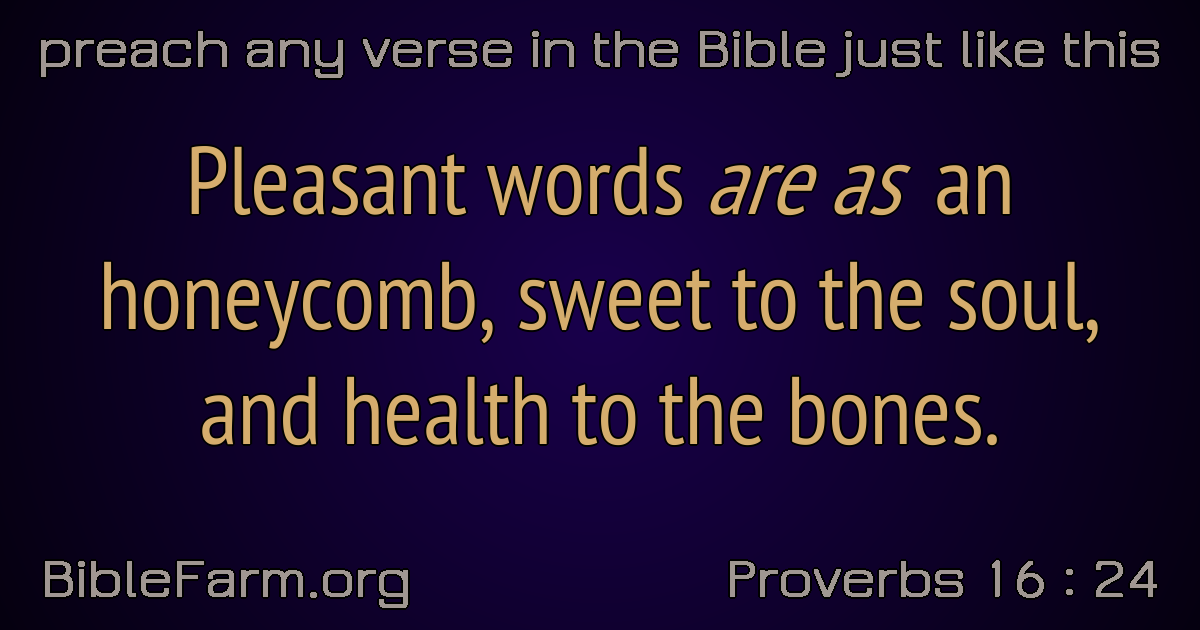 preach any verse in the Bible just like this
Pleasant words are as an
honeycomb, sweet to the soul,
and health to the bones.
BibleFarm.org
Proverbs 16 : 24